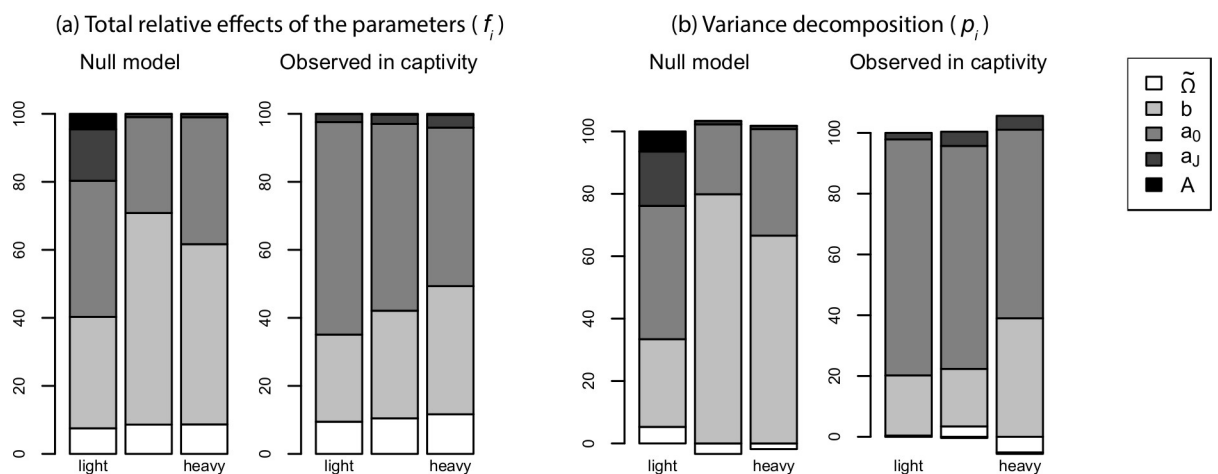 (a) Total relative effects of the parameters ( fᵢ )
(b) Variance decomposition ( pᵢ )
Null model
Observed in captivity
Null model
Observed in captivity
0 20 40 60 80 100
light heavy
0 20 40 60 80 100
light heavy
0 20 40 60 80 100
light heavy
0 20 40 60 80 100
light heavy
Ω̃
b
a₀
aJ
A